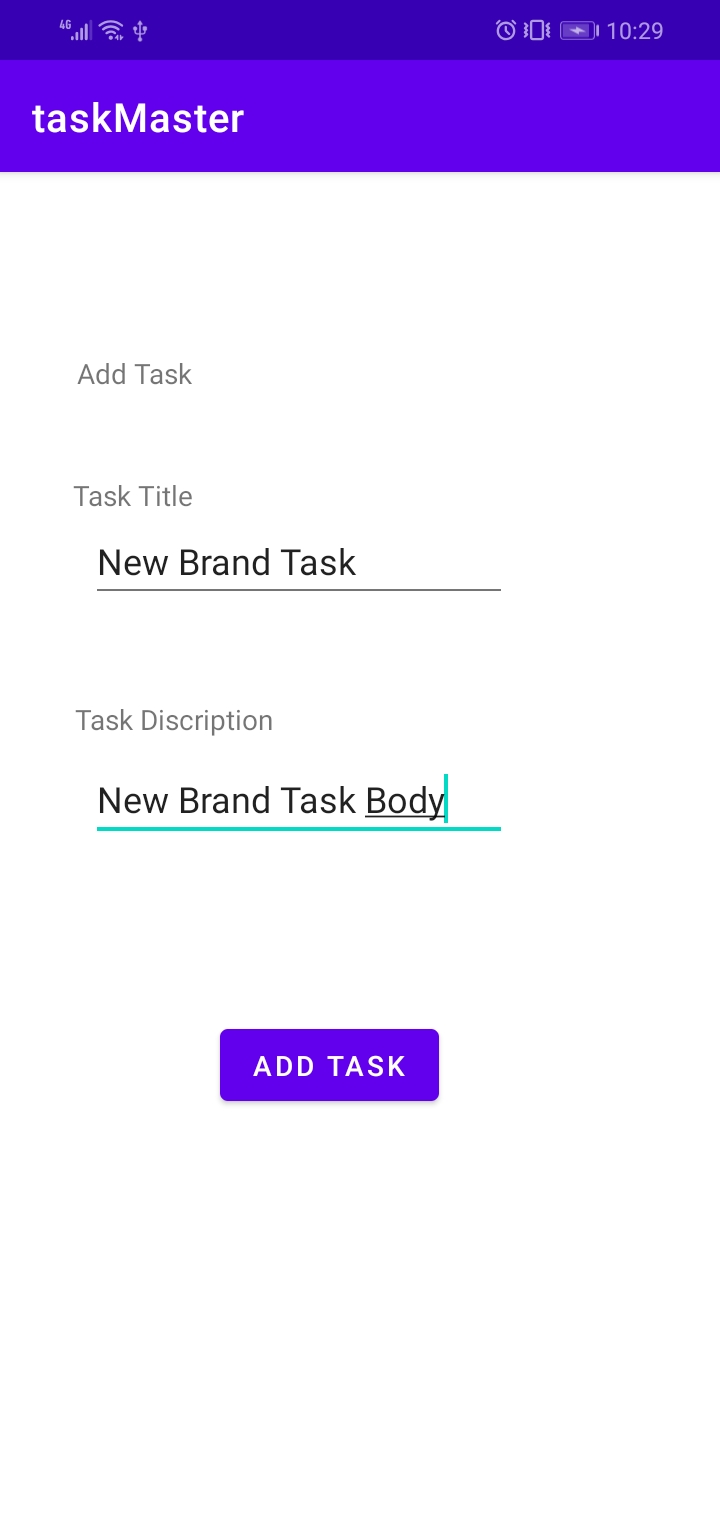 4G 10:29
taskMaster
Add Task
Task Title
New Brand Task
Task Discription
New Brand Task Body
ADD TASK